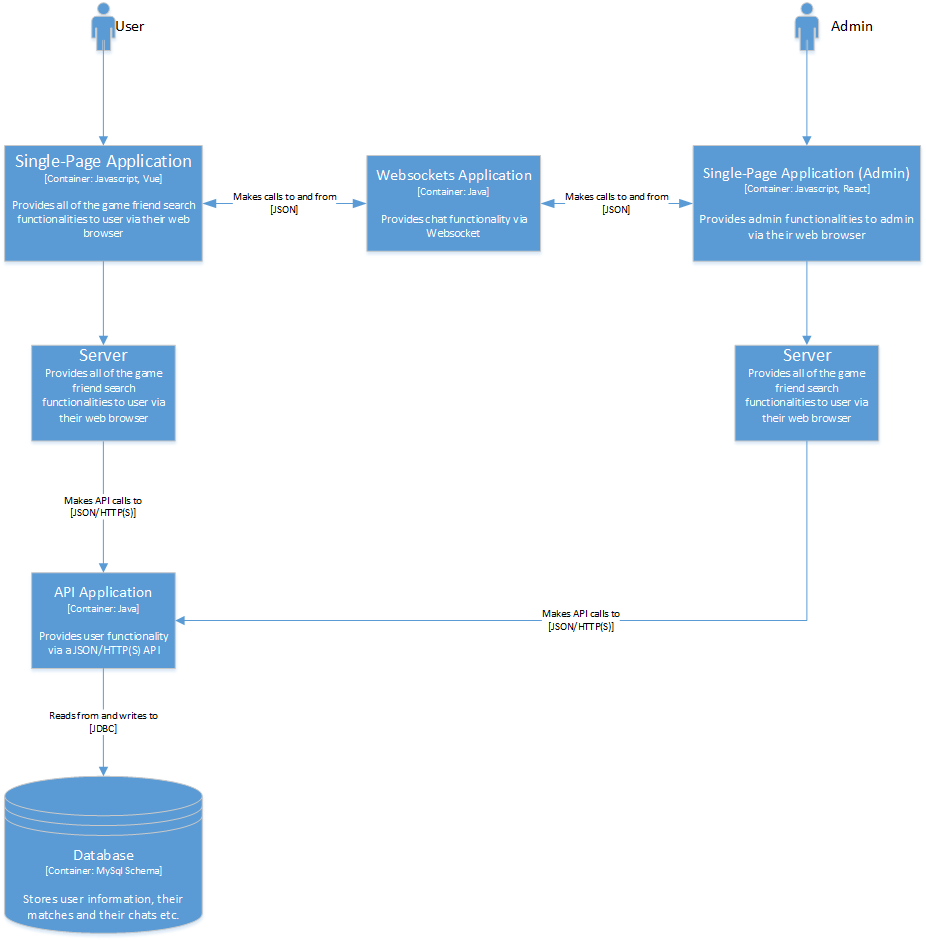 User
Admin
Single-Page Application
[Container: Javascript, Vue]
Provides all of the game friend search
functionalities to user via their web
browser
Makes calls to and from
[JSON]
Websockets Application
[Container: Java]
Provides chat functionality via
Websocket
Makes calls to and from
[JSON]
Single-Page Application (Admin)
[Container: Javascript, React]
Provides admin functionalities to admin
via their web browser
Server
Provides all of the game
friend search
functionalities to user via
their web browser
Server
Provides all of the game
friend search
functionalities to user via
their web browser
Makes API calls to
[JSON/HTTP(S)]
API Application
[Container: Java]
Provides user functionality
via a JSON/HTTP(S) API
Makes API calls to
[JSON/HTTP(S)]
Reads from and writes to
[JDBC]
Database
[Container: MySql Schema]
Stores user information, their
matches and their chats etc.